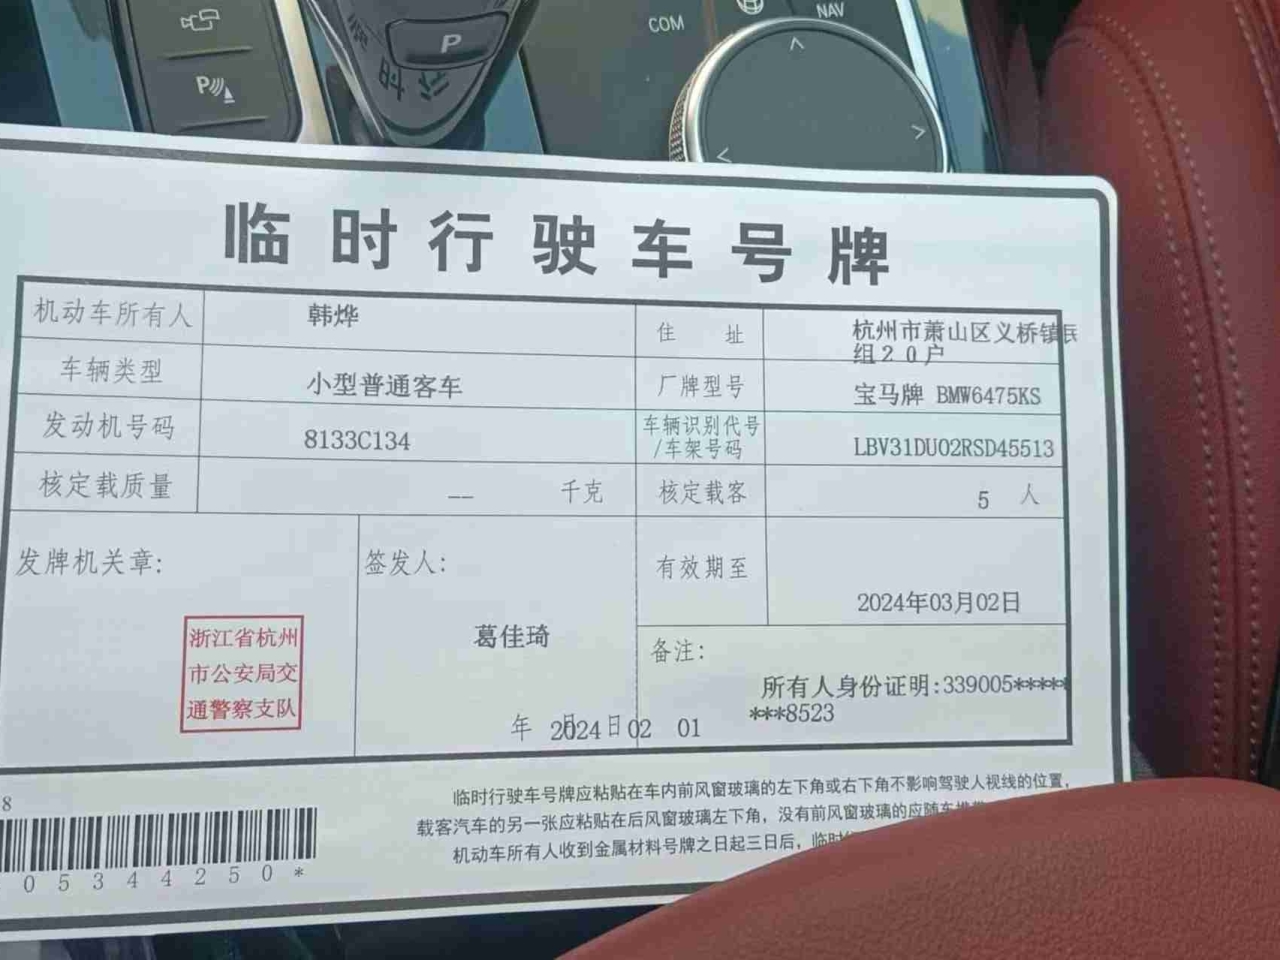 P
P
COM
NAV
临时行驶车号牌
机动车所有人 韩烨 住 址 杭州市萧山区义桥镇民
组20户
车辆类型 小型普通客车 厂牌型号 宝马牌 BMW6475KS
发动机号码 8133C134 车辆识别代号
/车架号码 LBV31DU02RSD45513
核定载质量 — 千克 核定载客 5 人
发牌机关章: 签发人: 有效期至
2024年03月02日
浙江省杭州
市公安局交
通警察支队
葛佳琦
备注:
所有人身份证明:339005*****
***8523
年 月 日
2024 02 01
8
05344250*
临时行驶车号牌应粘贴在车内前风窗玻璃的左下角或右下角不影响驾驶人视线的位置,
载客汽车的另一张应粘贴在后风窗玻璃左下角,没有前风窗玻璃的应随车携带
机动车所有人收到金属材料号牌之日起三日后,临时